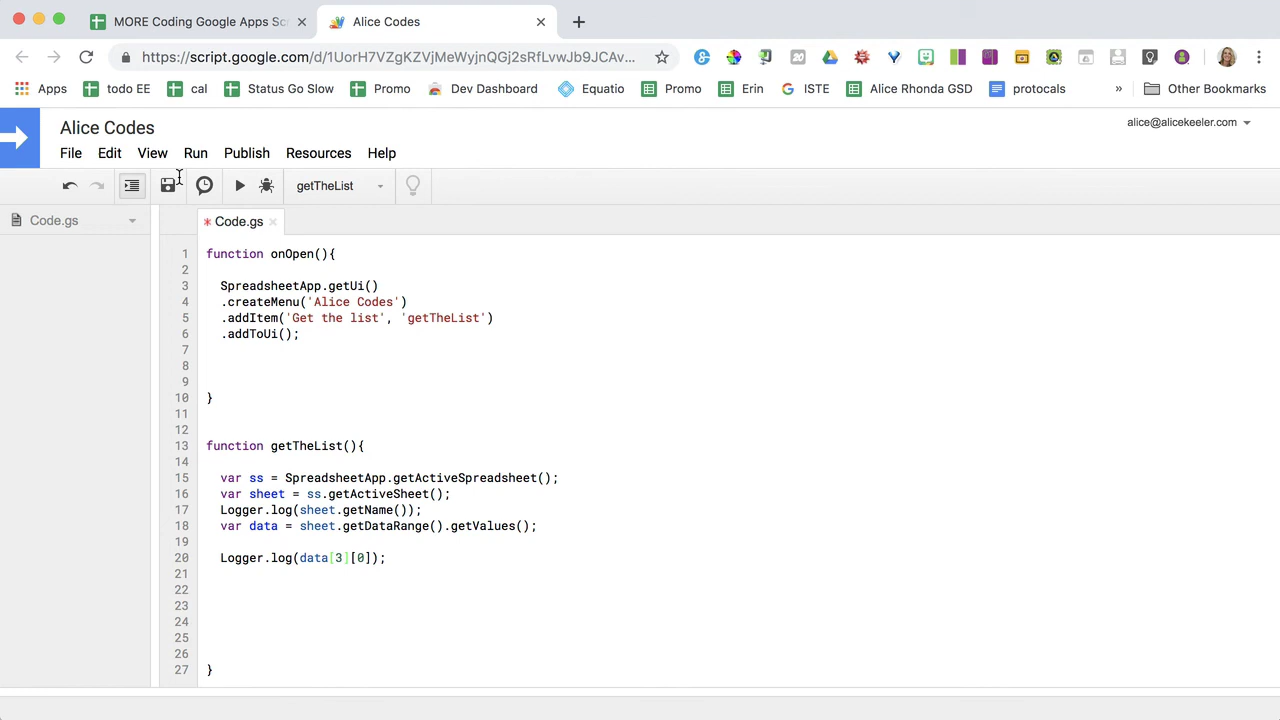 MORE Coding Google Apps Scr
Alice Codes
https://script.google.com/d/1UorH7VZgKZVjMeWyjnQGj2sRfLvwJb9JCAv...
20
Apps
todo EE
cal
Status Go Slow
Promo
Dev Dashboard
Equatio
Promo
Erin
ISTE
Alice Rhonda GSD
protocals
»
Other Bookmarks
Alice Codes
alice@alicekeeler.com
File Edit View Run Publish Resources Help
getTheList
Code.gs
* Code.gs
1 function onOpen(){
2
3 SpreadsheetApp.getUi()
4 .createMenu('Alice Codes')
5 .addItem('Get the list', 'getTheList')
6 .addToUi();
7
8
9
10 }
11
12
13 function getTheList(){
14
15 var ss = SpreadsheetApp.getActiveSpreadsheet();
16 var sheet = ss.getActiveSheet();
17 Logger.log(sheet.getName());
18 var data = sheet.getDataRange().getValues();
19
20 Logger.log(data[3][0]);
21
22
23
24
25
26
27 }